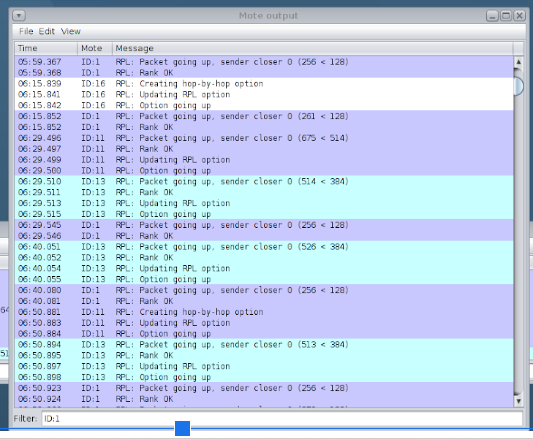 Mote output
File Edit View
Time Mote Message
05:59.367 ID:1 RPL: Packet going up, sender closer 0 (256 < 128)
05:59.368 ID:1 RPL: Rank OK
06:15.839 ID:16 RPL: Creating hop-by-hop option
06:15.841 ID:16 RPL: Updating RPL option
06:15.842 ID:16 RPL: Option going up
06:15.852 ID:1 RPL: Packet going up, sender closer 0 (261 < 128)
06:15.852 ID:1 RPL: Rank OK
06:29.496 ID:11 RPL: Packet going up, sender closer 0 (675 < 514)
06:29.497 ID:11 RPL: Rank OK
06:29.499 ID:11 RPL: Updating RPL option
06:29.500 ID:11 RPL: Option going up
06:29.510 ID:13 RPL: Packet going up, sender closer 0 (514 < 384)
06:29.511 ID:13 RPL: Rank OK
06:29.513 ID:13 RPL: Updating RPL option
06:29.515 ID:13 RPL: Option going up
06:29.545 ID:1 RPL: Packet going up, sender closer 0 (256 < 128)
06:29.546 ID:1 RPL: Rank OK
06:40.051 ID:13 RPL: Packet going up, sender closer 0 (526 < 384)
06:40.052 ID:13 RPL: Rank OK
06:40.054 ID:13 RPL: Updating RPL option
06:40.055 ID:13 RPL: Option going up
06:40.080 ID:1 RPL: Packet going up, sender closer 0 (256 < 128)
06:40.081 ID:1 RPL: Rank OK
06:50.881 ID:11 RPL: Creating hop-by-hop option
06:50.883 ID:11 RPL: Updating RPL option
06:50.884 ID:11 RPL: Option going up
06:50.894 ID:13 RPL: Packet going up, sender closer 0 (513 < 384)
06:50.895 ID:13 RPL: Rank OK
06:50.897 ID:13 RPL: Updating RPL option
06:50.898 ID:13 RPL: Option going up
06:50.923 ID:1 RPL: Packet going up, sender closer 0 (256 < 128)
06:50.924 ID:1 RPL: Rank OK
Filter: ID:1